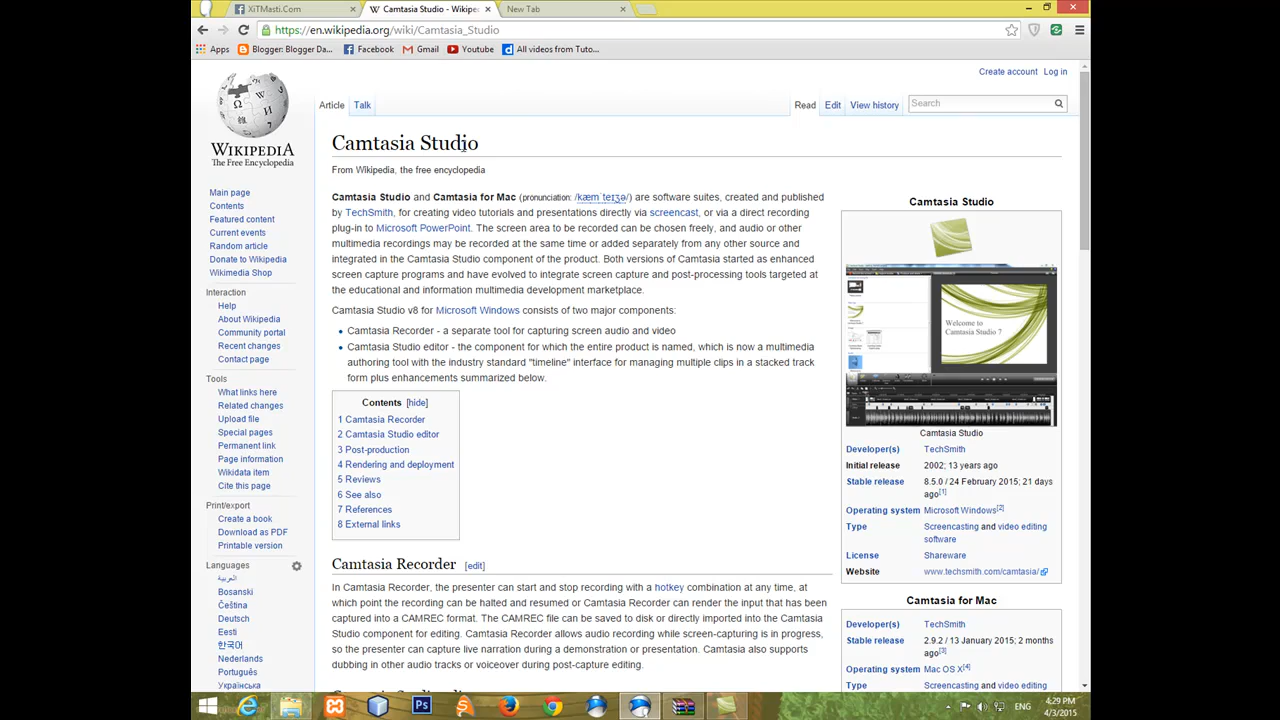 XiTMasti.Com
Camtasia Studio - Wikipe
New Tab
https://en.wikipedia.org/wiki/Camtasia_Studio
Apps
Blogger: Blogger Da...
Facebook
Gmail
Youtube
All videos from Tuto...
Create account Log in
Article Talk
Read Edit View history
Search
WIKIPEDIA
The Free Encyclopedia
Main page
Contents
Featured content
Current events
Random article
Donate to Wikipedia
Wikimedia Shop
Interaction
Help
About Wikipedia
Community portal
Recent changes
Contact page
Tools
What links here
Related changes
Upload file
Special pages
Permanent link
Page information
Wikidata item
Cite this page
Print/export
Create a book
Download as PDF
Printable version
Languages
العربية
Bosanski
Čeština
Deutsch
Eesti
한국어
Nederlands
Português
Українська
Camtasia Studio
From Wikipedia, the free encyclopedia
Camtasia Studio and Camtasia for Mac (pronunciation: /kæmˈteɪʒə/) are software suites, created and published
by TechSmith, for creating video tutorials and presentations directly via screencast, or via a direct recording
plug-in to Microsoft PowerPoint. The screen area to be recorded can be chosen freely, and audio or other
multimedia recordings may be recorded at the same time or added separately from any other source and
integrated in the Camtasia Studio component of the product. Both versions of Camtasia started as enhanced
screen capture programs and have evolved to integrate screen capture and post-processing tools targeted at
the educational and information multimedia development marketplace.
Camtasia Studio v8 for Microsoft Windows consists of two major components:
Camtasia Recorder - a separate tool for capturing screen audio and video
Camtasia Studio editor - the component for which the entire product is named, which is now a multimedia
authoring tool with the industry standard "timeline" interface for managing multiple clips in a stacked track
form plus enhancements summarized below.
Contents [hide]
1 Camtasia Recorder
2 Camtasia Studio editor
3 Post-production
4 Rendering and deployment
5 Reviews
6 See also
7 References
8 External links
Camtasia Recorder [edit]
In Camtasia Recorder, the presenter can start and stop recording with a hotkey combination at any time, at
which point the recording can be halted and resumed or Camtasia Recorder can render the input that has been
captured into a CAMREC format. The CAMREC file can be saved to disk or directly imported into the Camtasia
Studio component for editing. Camtasia Recorder allows audio recording while screen-capturing is in progress,
so the presenter can capture live narration during a demonstration or presentation. Camtasia also supports
dubbing in other audio tracks or voiceover during post-capture editing.
Camtasia Studio
Welcome to
Camtasia Studio 7
Camtasia Studio
Developer(s) TechSmith
Initial release 2002; 13 years ago
Stable release 8.5.0 / 24 February 2015; 21 days
ago[1]
Operating system Microsoft Windows[2]
Type Screencasting and video editing
software
License Shareware
Website www.techsmith.com/camtasia/
Camtasia for Mac
Developer(s) TechSmith
Stable release 2.9.2 / 13 January 2015; 2 months
ago[3]
Operating system Mac OS X[4]
Type Screencasting and video editing
Ps
ENG
4:29 PM
4/3/2015